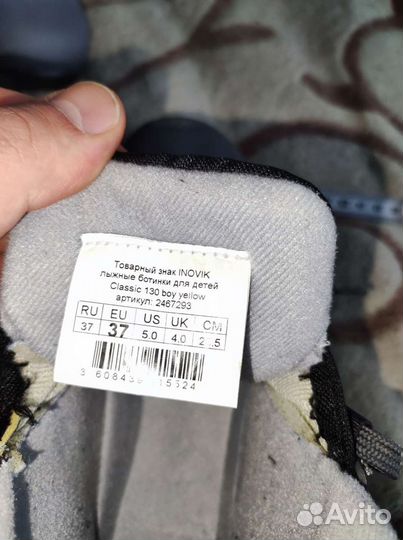 Товарный знак INOVIK
лыжные ботинки для детей
Classic 130 boy yellow
артикул: 2467293
RU EU US UK CM
37 37 5.0 4.0
Avito